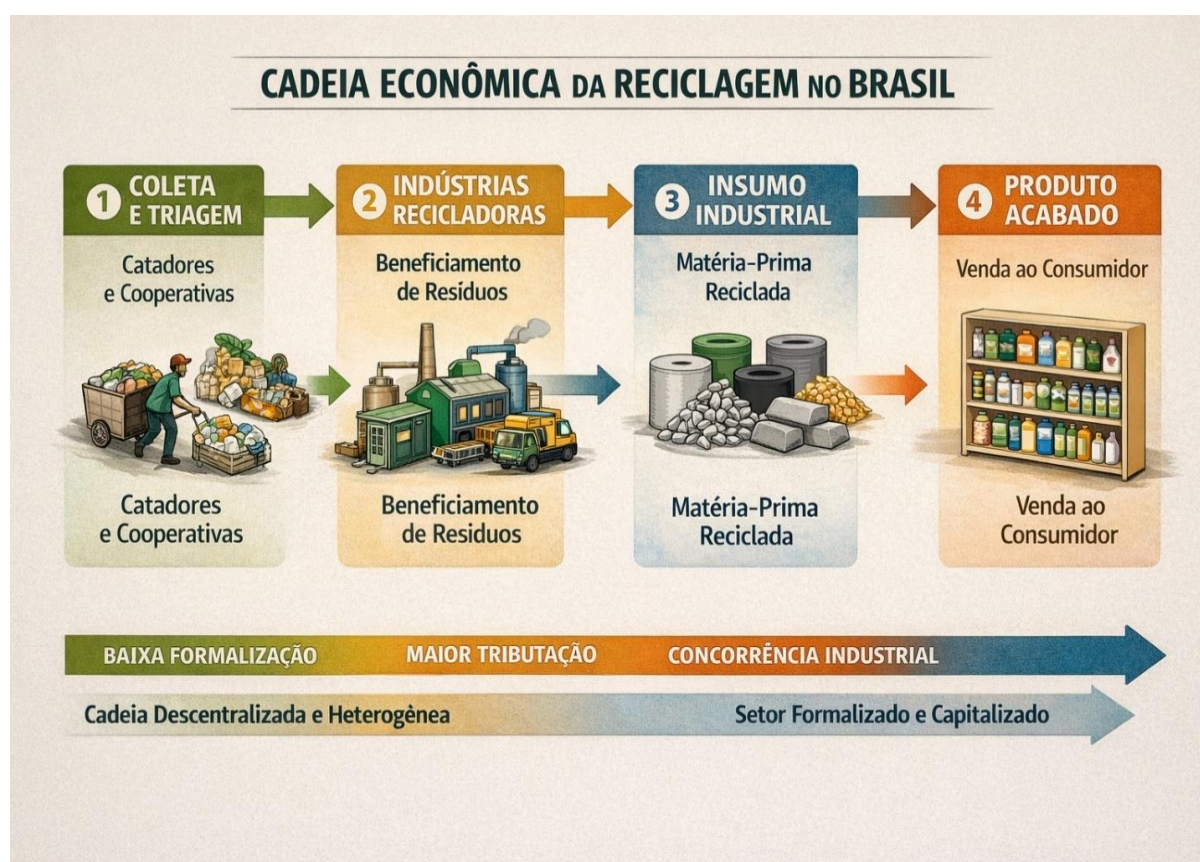 CADEIA ECONÔMICA DA RECICLAGEM NO BRASIL
1 COLETA
E TRIAGEM
Catadores
e Cooperativas
Catadores
e Cooperativas
2 INDÚSTRIAS
RECICLADORAS
Beneficiamento
de Resíduos
Beneficiamento
de Resíduos
3 INSUMO
INDUSTRIAL
Matéria-Prima
Reciclada
Matéria-Prima
Reciclada
4 PRODUTO
ACABADO
Venda ao Consumidor
Venda ao
Consumidor
BAIXA FORMALIZAÇÃO MAIOR TRIBUTAÇÃO CONCORRÊNCIA INDUSTRIAL
Cadeia Descentralizada e Heterogênea Setor Formalizado e Capitalizado